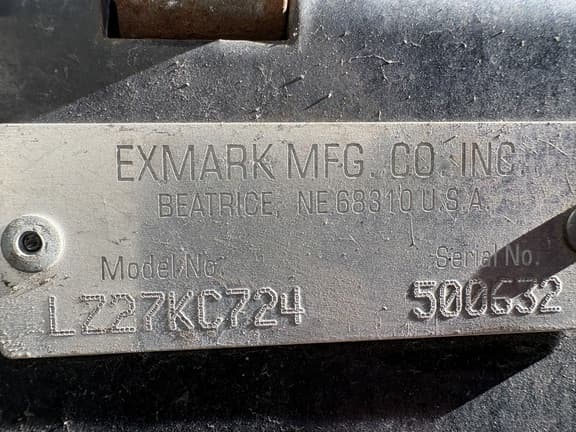 EXMARK MFG. CO. INC.
BEATRICE, NE 68310 U.S.A.
Model No. Serial No.
LZ27KC724 500632